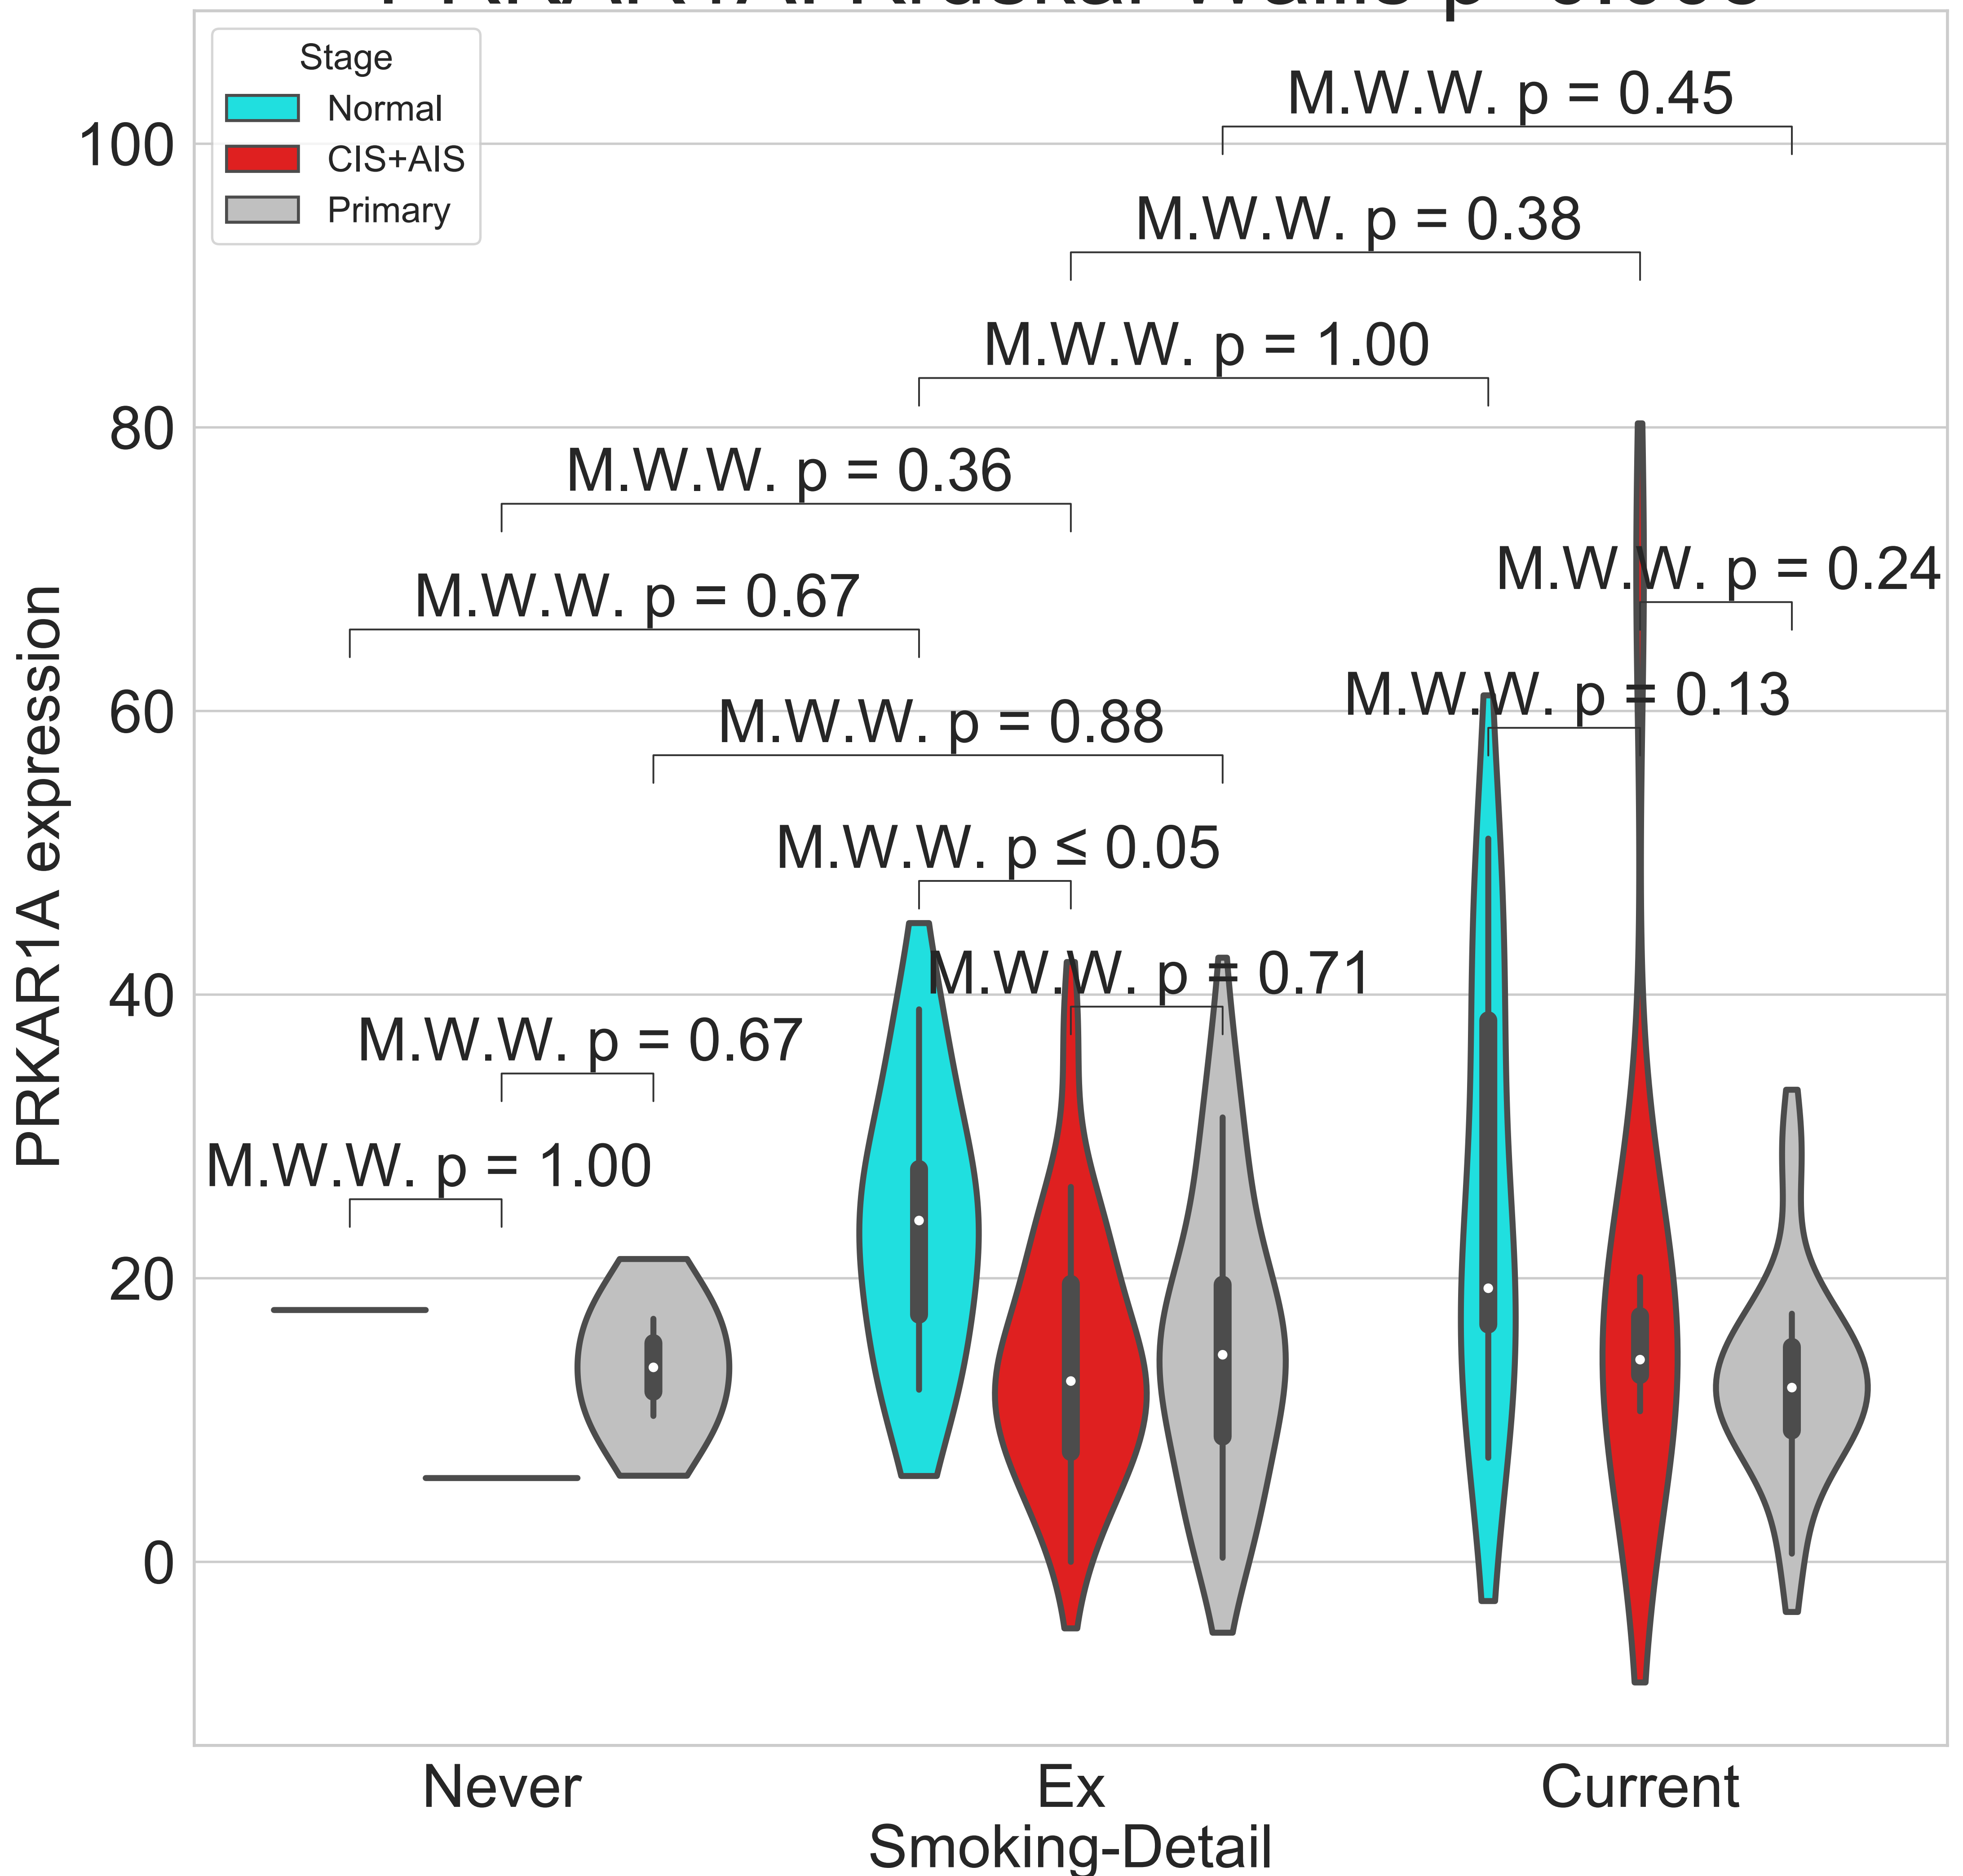 Stage
Normal
CIS+AIS
Primary
M.W.W. p = 0.45
M.W.W. p = 0.38
M.W.W. p = 1.00
M.W.W. p = 0.36
M.W.W. p = 0.24
M.W.W. p = 0.67
M.W.W. p = 0.13
M.W.W. p = 0.88
M.W.W. p ≤ 0.05
M.W.W. p = 0.71
M.W.W. p = 0.67
M.W.W. p = 1.00
100
80
60
40
20
0
PRKAR1A expression
Never
Ex
Current
Smoking-Detail